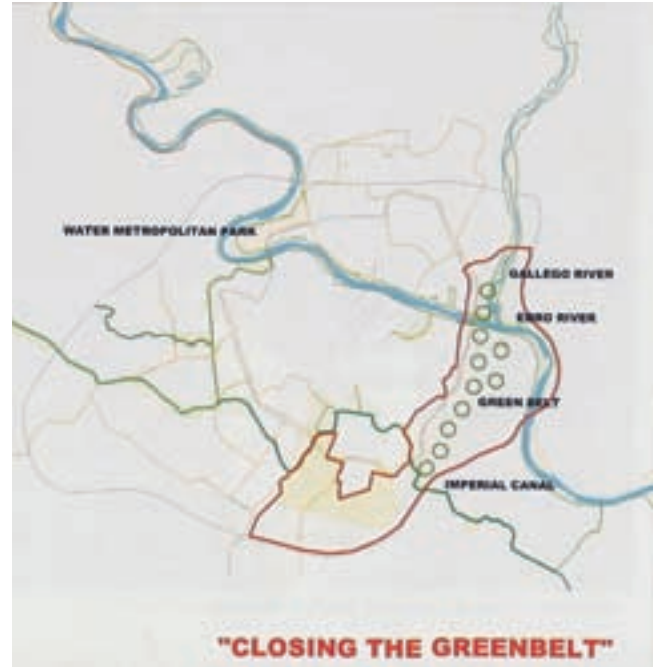 WATER METROPOLITAN PARK
GALLEGO RIVER
EBRO RIVER
GREEN BELT
IMPERIAL CANAL
"CLOSING THE GREENBELT"